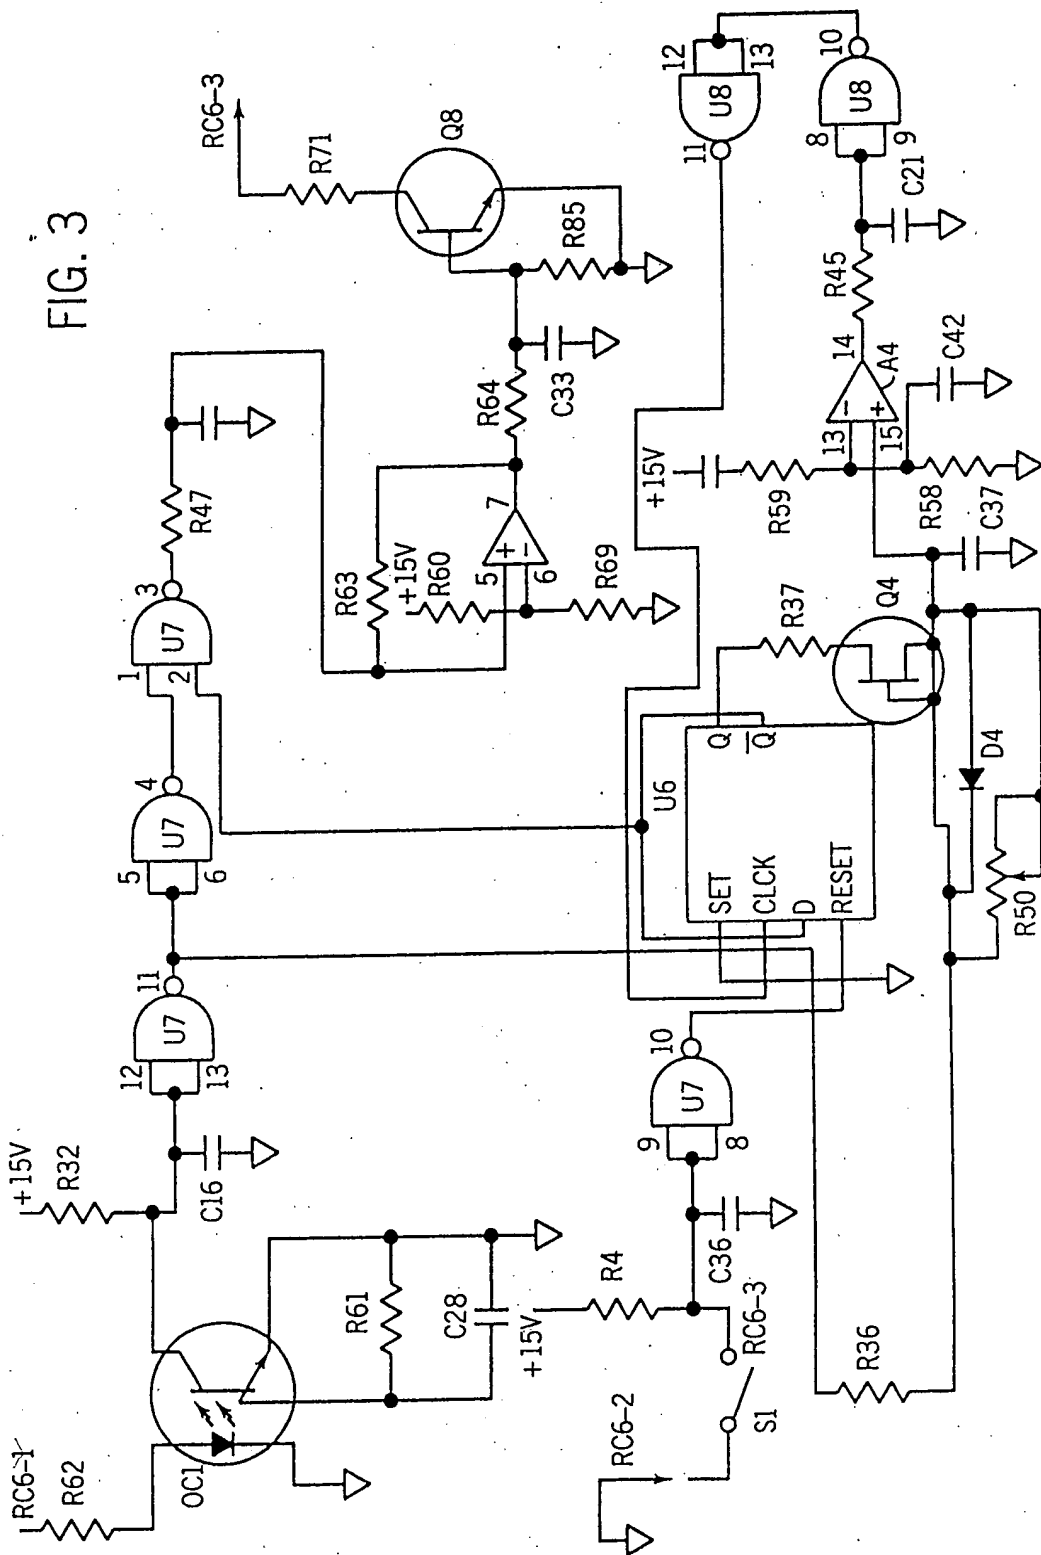 FIG. 3
RC6-1
R62
OC1
+15V
R32
C16
R61
C28
12
13
U7
11
5
6
U7
4
1
2
U7
3
R47
R63
+15V
R60
5
6
+
−
7
R69
R64
C33
R85
R71
RC6-3
Q8
RC6-2
S1
RC6-3
+15V
R4
C36
9
8
U7
10
R36
U6
SET
CLCK
D
RESET
Q
Q
R37
Q4
D4
R50
+15V
R59
R58
C37
13
15
−
+
14
A4
C42
R45
C21
8
9
U8
10
12
13
U8
11